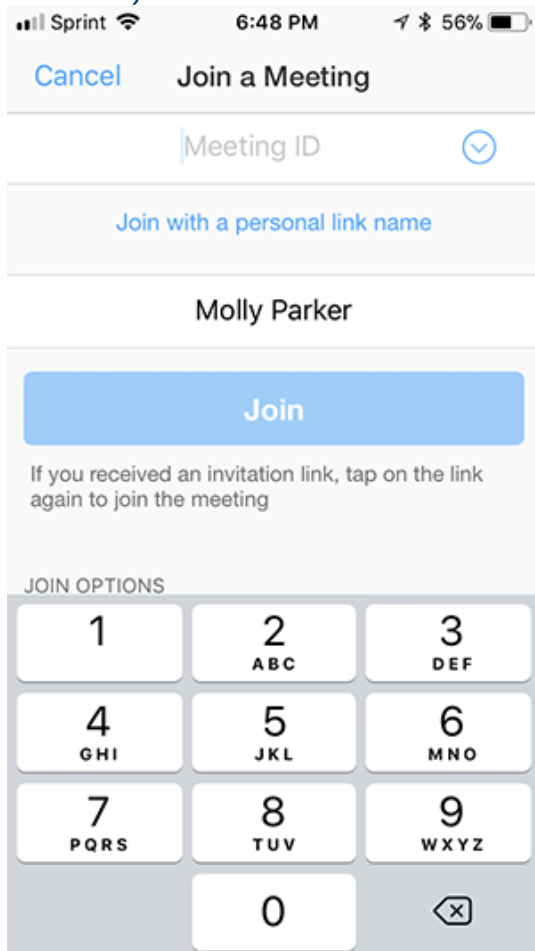 Sprint 6:48 PM 56%
Cancel Join a Meeting
Meeting ID
Join with a personal link name
Molly Parker
Join
If you received an invitation link, tap on the link
again to join the meeting
JOIN OPTIONS
1 2 3
ABC DEF
4 5 6
GHI JKL MNO
7 8 9
PQRS TUV WXYZ
0